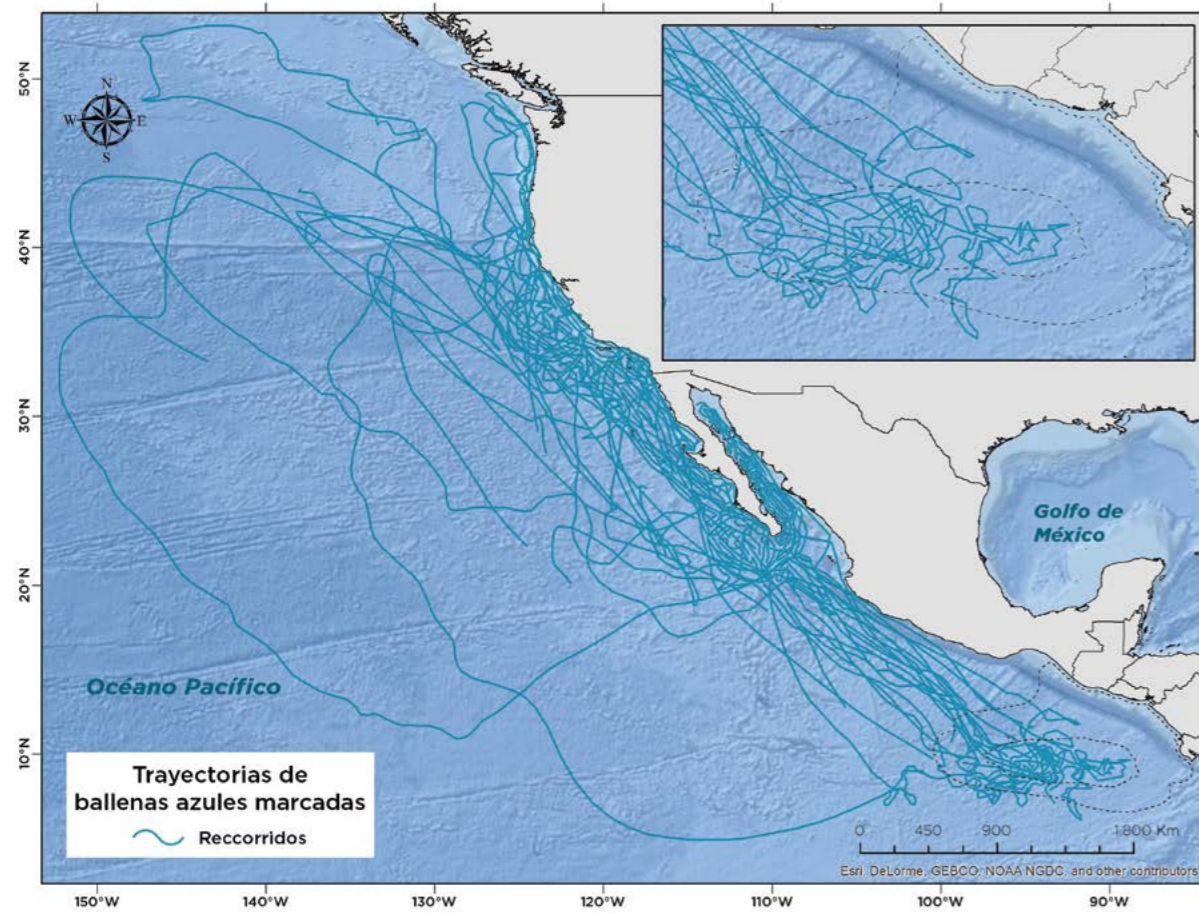 50°N
40°N
30°N
20°N
10°N
N
W E
S
Golfo de
México
Océano Pacífico
Trayectorias de
ballenas azules marcadas
Reccorridos
0 450 900 1.800 Km
Esri, DeLorme, GEBCO, NOAA NGDC, and other contributors
150°W 140°W 130°W 120°W 110°W 100°W 90°W